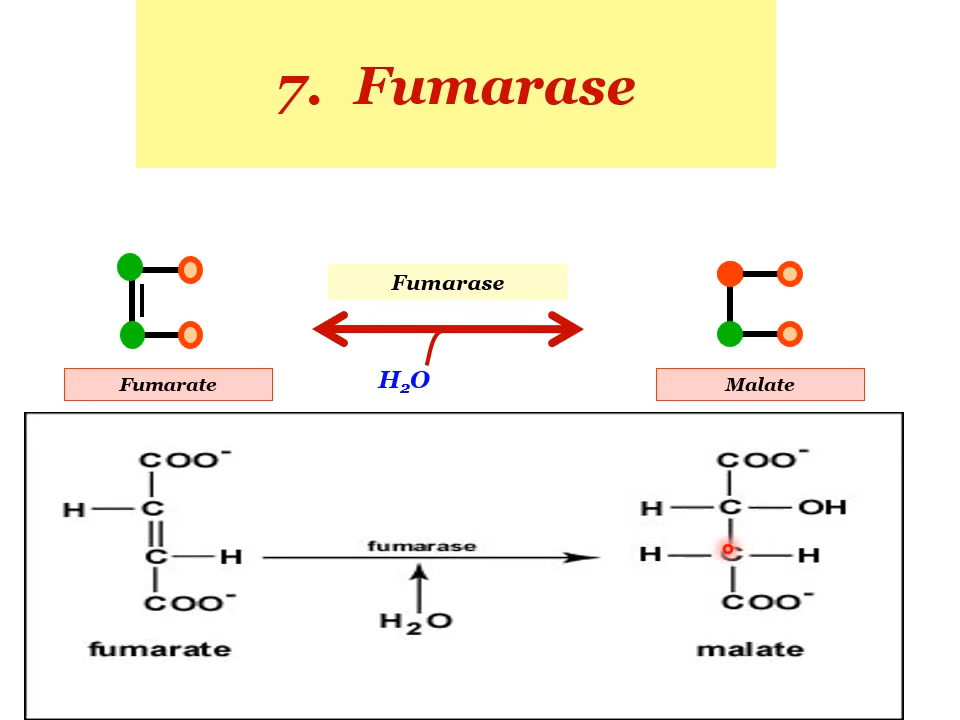 7. Fumarase
Fumarase
H₂O
Fumarate
Malate
COO⁻
COO⁻
H C
H C OH
fumarase
C H
H C H
COO⁻
H₂O
COO⁻
fumarate
malate